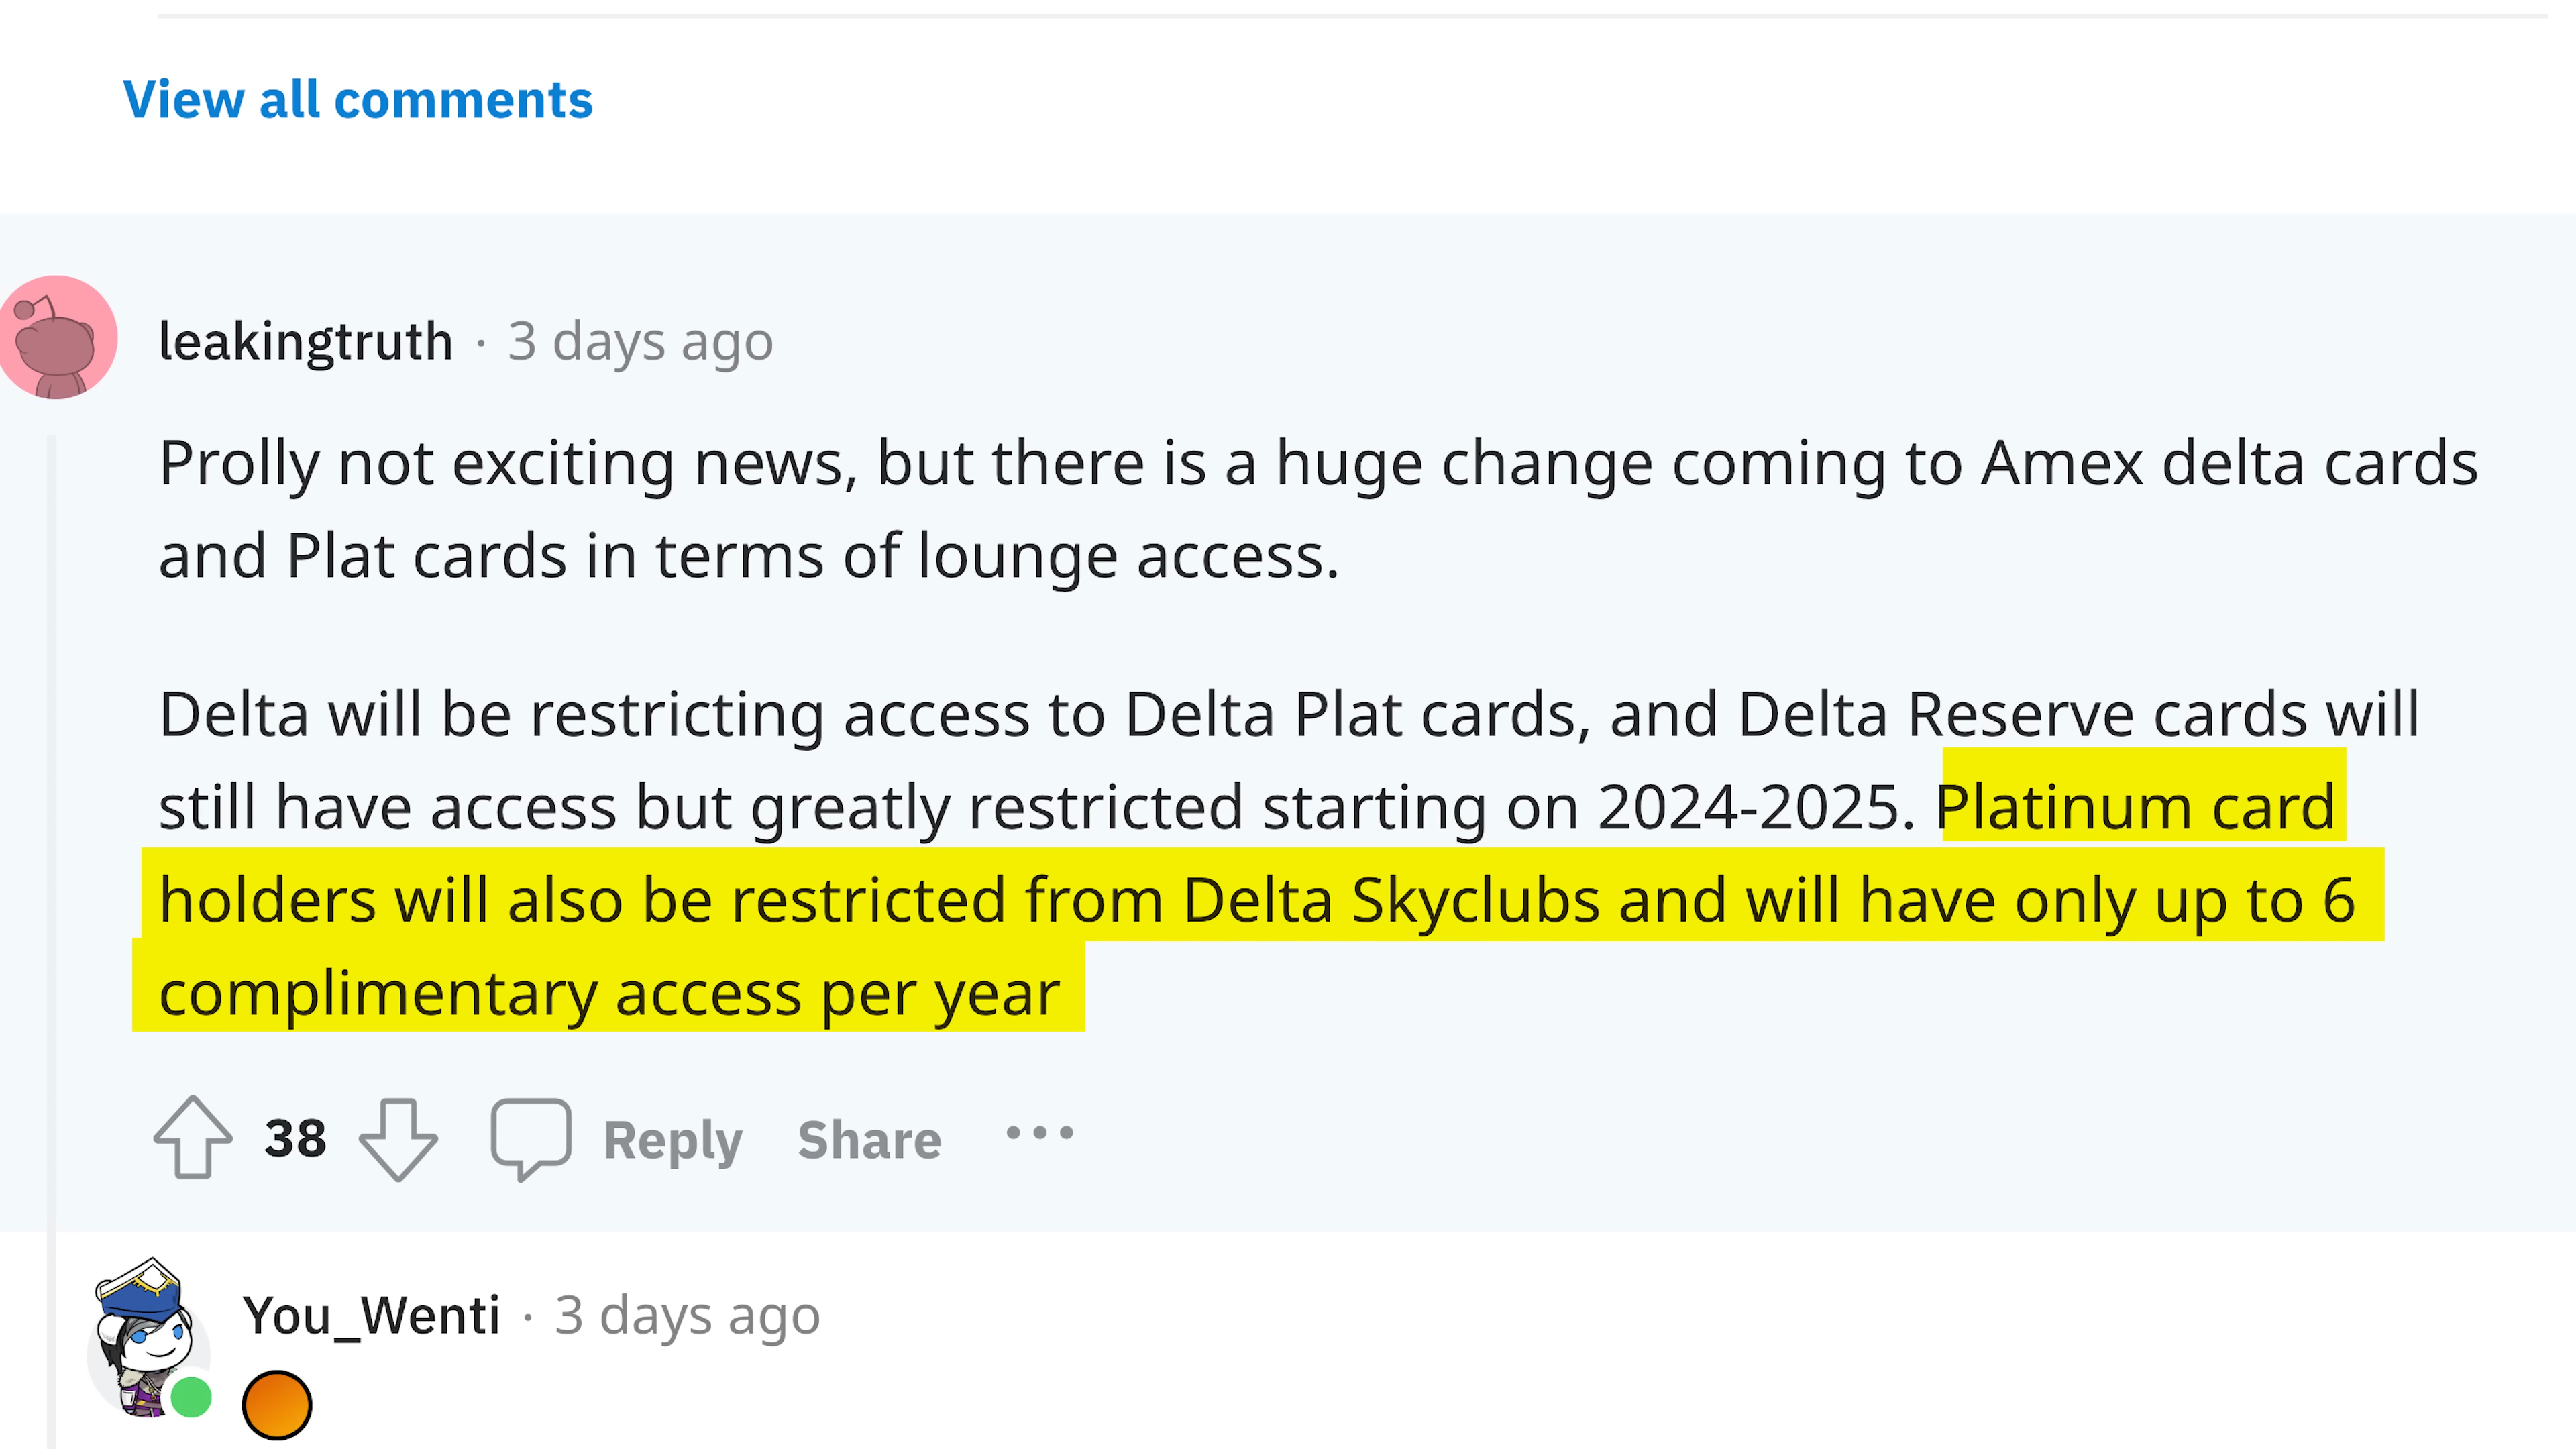 View all comments
leakingtruth · 3 days ago
Prolly not exciting news, but there is a huge change coming to Amex delta cards
and Plat cards in terms of lounge access.
Delta will be restricting access to Delta Plat cards, and Delta Reserve cards will
still have access but greatly restricted starting on 2024-2025. Platinum card
holders will also be restricted from Delta Skyclubs and will have only up to 6
complimentary access per year
38 Reply Share ···
You_Wenti · 3 days ago